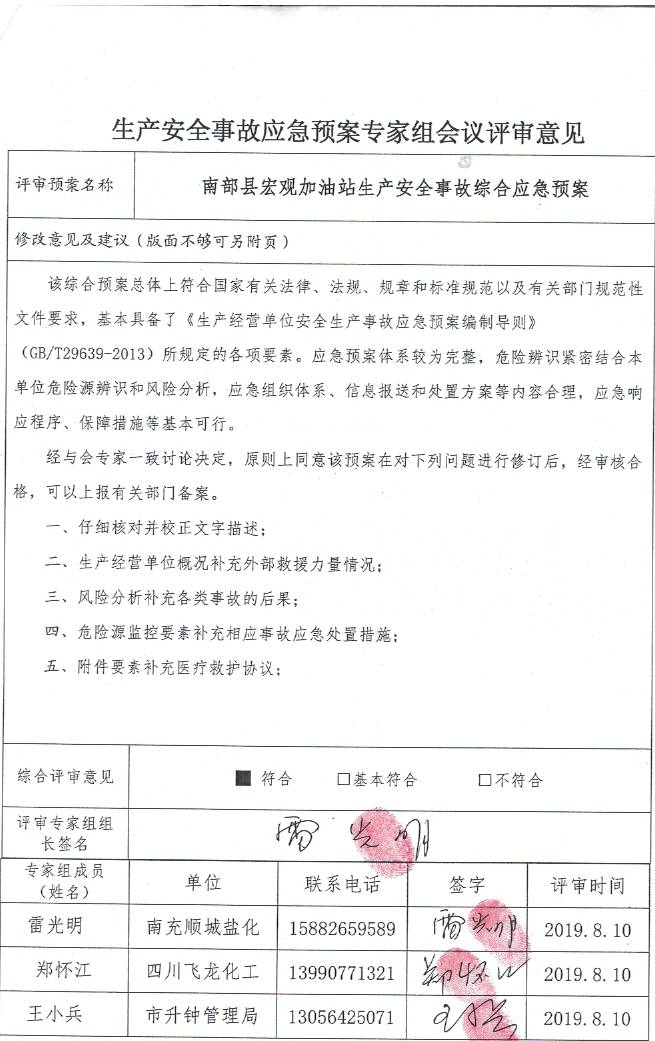 生产安全事故应急预案专家组会议评审意见
评审预案名称
南部县宏观加油站生产安全事故综合应急预案
修改意见及建议（版面不够可另附页）
该综合预案总体上符合国家有关法律、法规、规章和标准规范以及有关部门规范性
文件要求，基本具备了《生产经营单位安全生产事故应急预案编制导则》
（GB/T29639-2013）所规定的各项要素。应急预案体系较为完整，危险辨识紧密结合本
单位危险源辨识和风险分析，应急组织体系、信息报送和处置方案等内容合理，应急响
应程序、保障措施等基本可行。
经与会专家一致讨论决定，原则上同意该预案在对下列问题进行修订后，经审核合
格，可以上报有关部门备案。
一、仔细核对并校正文字描述；
二、生产经营单位概况补充外部救援力量情况；
三、风险分析补充各类事故的后果；
四、危险源监控要素补充相应事故应急处置措施；
五、附件要素补充医疗救护协议；
综合评审意见
■ 符合 □基本符合 □不符合
评审专家组组
长签名
雷光明
专家组成员
（姓名）
单位 联系电话 签字 评审时间
雷光明 南充顺城盐化 15882659589 雷光明 2019.8.10
郑怀江 四川飞龙化工 13990771321 郑怀江 2019.8.10
王小兵 市升钟管理局 13056425071 王小兵 2019.8.10